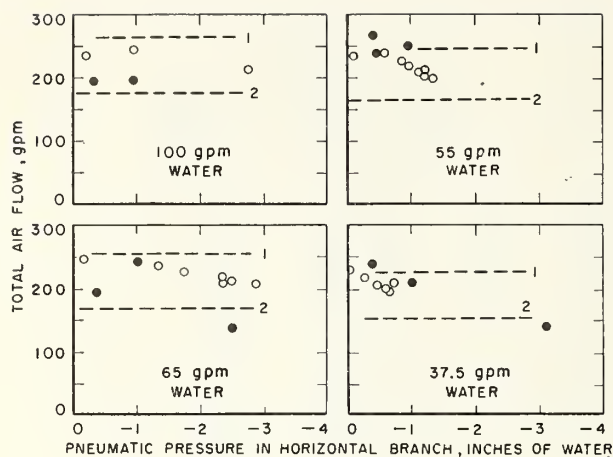 300
200
100
0
1
2
100 gpm
WATER
1
2
55 gpm
WATER
TOTAL AIR FLOW, gpm
300
200
100
0
1
2
65 gpm
WATER
1
2
37.5 gpm
WATER
0 -1 -2 -3 -4 0 -1 -2 -3 -4
PNEUMATIC PRESSURE IN HORIZONTAL BRANCH, INCHES OF WATER